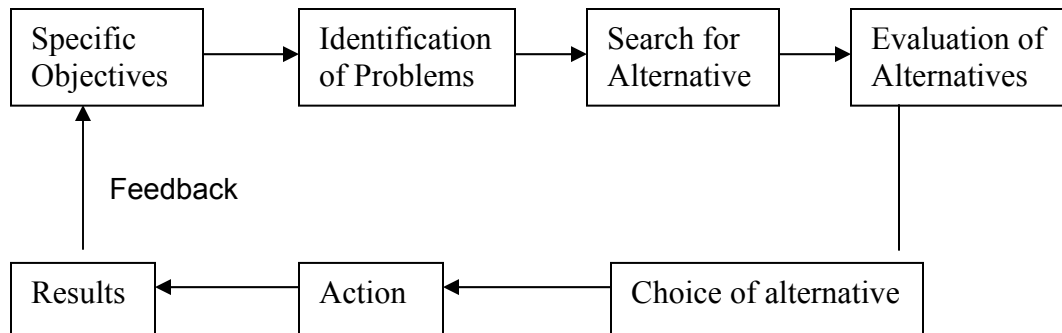 Specific
Objectives
Identification
of Problems
Search for
Alternative
Evaluation of
Alternatives
Feedback
Results
Action
Choice of alternative